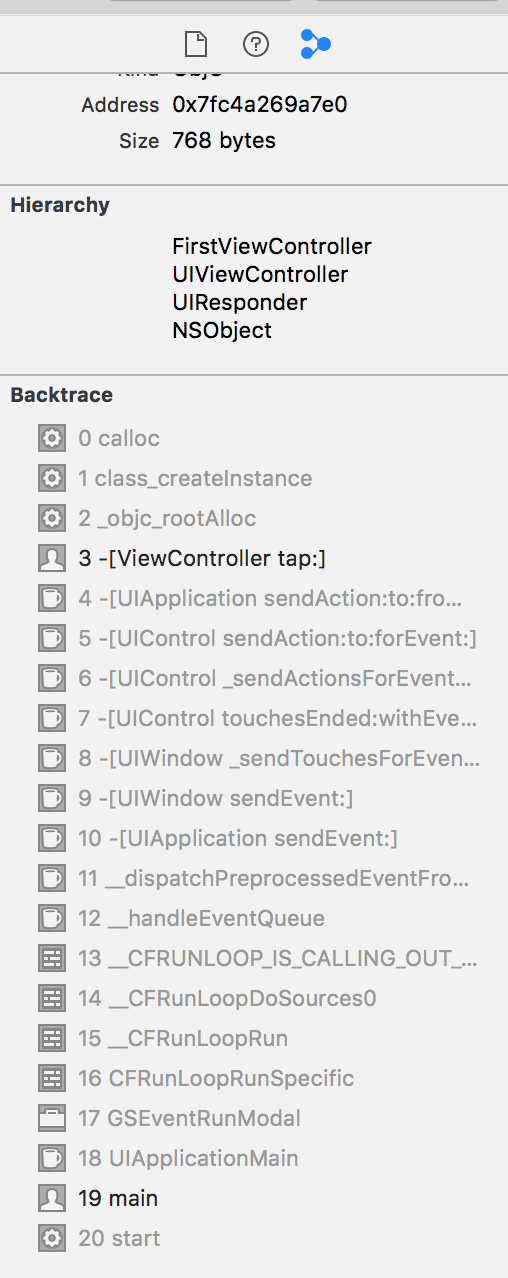 Address 0x7fc4a269a7e0
Size 768 bytes
Hierarchy
FirstViewController
UIViewController
UIResponder
NSObject
Backtrace
0 calloc
1 class_createInstance
2 _objc_rootAlloc
3 -[ViewController tap:]
4 -[UIApplication sendAction:to:fro...
5 -[UIControl sendAction:to:forEvent:]
6 -[UIControl _sendActionsForEvent...
7 -[UIControl touchesEnded:withEve...
8 -[UIWindow _sendTouchesForEven...
9 -[UIWindow sendEvent:]
10 -[UIApplication sendEvent:]
11 __dispatchPreprocessedEventFro...
12 __handleEventQueue
13 __CFRUNLOOP_IS_CALLING_OUT_...
14 __CFRunLoopDoSources0
15 __CFRunLoopRun
16 CFRunLoopRunSpecific
17 GSEventRunModal
18 UIApplicationMain
19 main
20 start